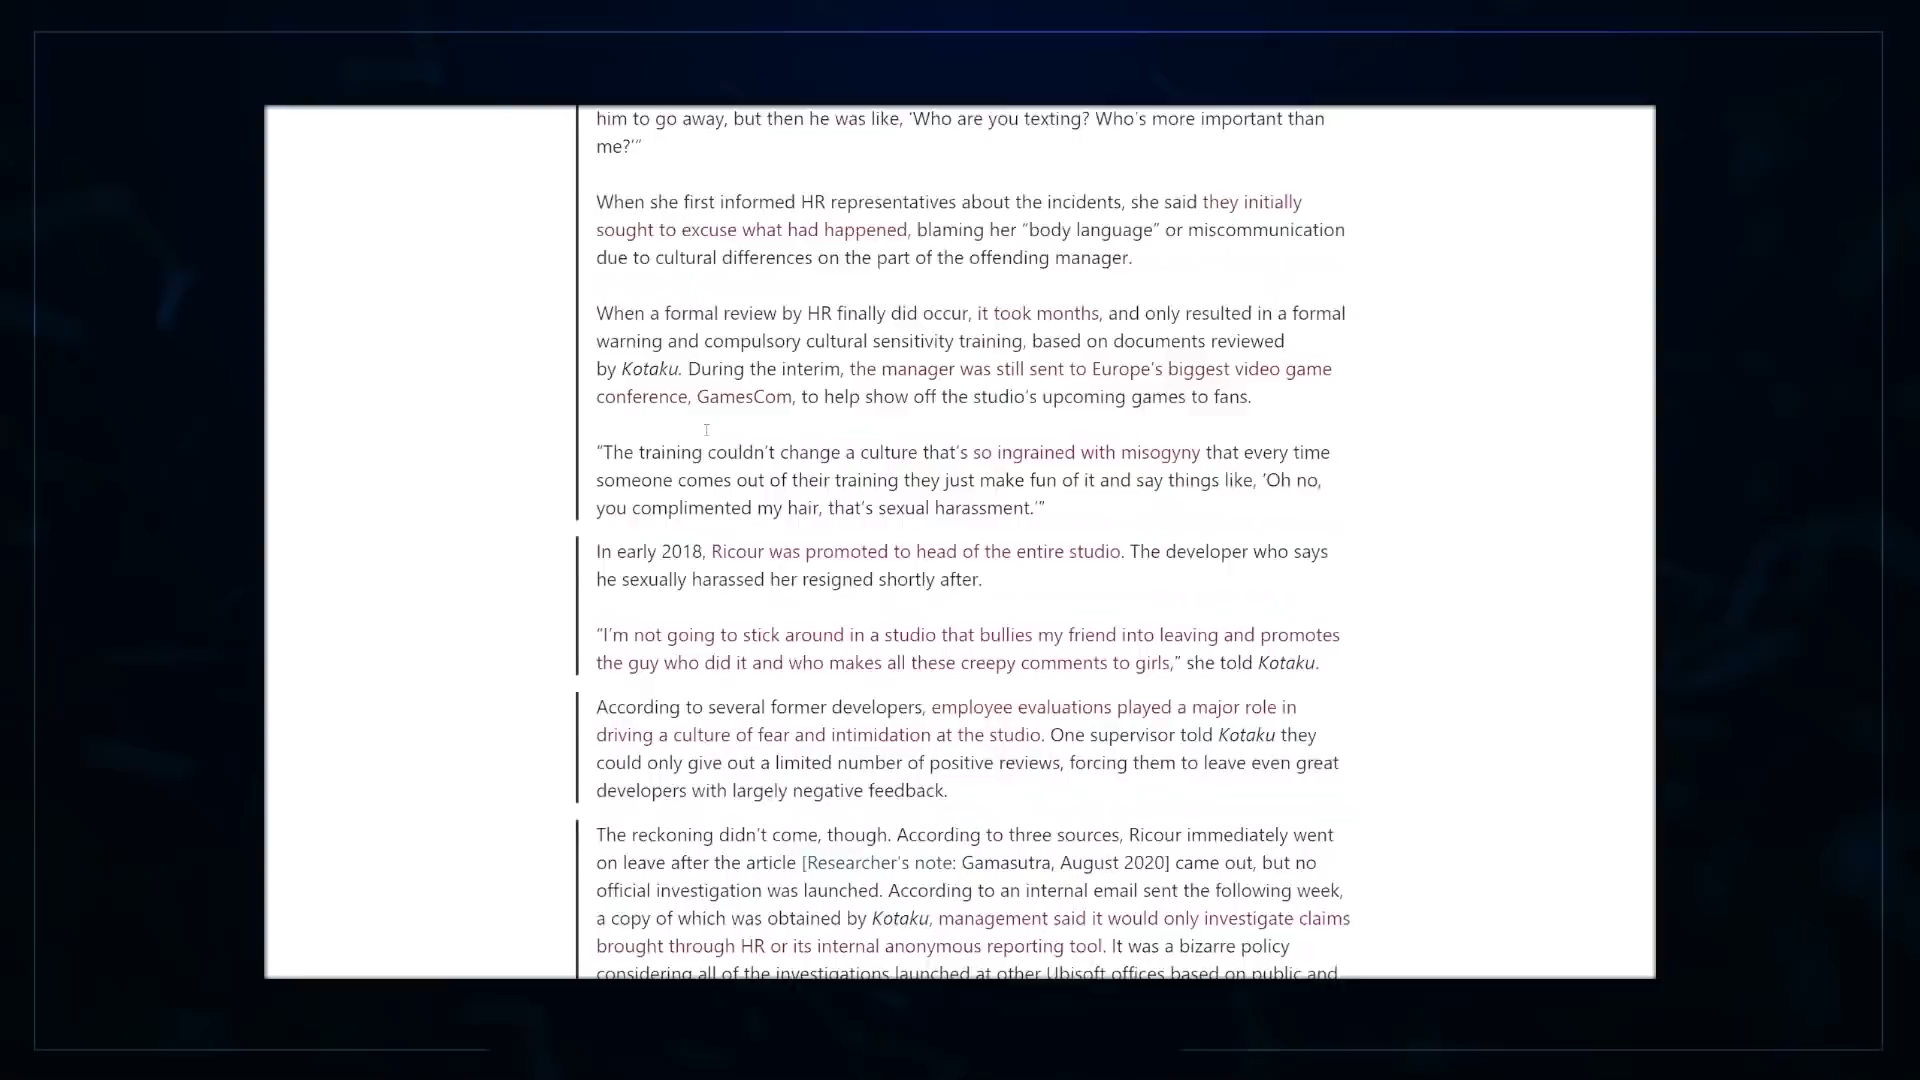 him to go away, but then he was like, ‘Who are you texting? Who’s more important than
me?’”
When she first informed HR representatives about the incidents, she said they initially
sought to excuse what had happened, blaming her “body language” or miscommunication
due to cultural differences on the part of the offending manager.
When a formal review by HR finally did occur, it took months, and only resulted in a formal
warning and compulsory cultural sensitivity training, based on documents reviewed
by Kotaku. During the interim, the manager was still sent to Europe’s biggest video game
conference, GamesCom, to help show off the studio’s upcoming games to fans.
“The training couldn’t change a culture that’s so ingrained with misogyny that every time
someone comes out of their training they just make fun of it and say things like, ‘Oh no,
you complimented my hair, that’s sexual harassment.’”
In early 2018, Ricour was promoted to head of the entire studio. The developer who says
he sexually harassed her resigned shortly after.
“I’m not going to stick around in a studio that bullies my friend into leaving and promotes
the guy who did it and who makes all these creepy comments to girls,” she told Kotaku.
According to several former developers, employee evaluations played a major role in
driving a culture of fear and intimidation at the studio. One supervisor told Kotaku they
could only give out a limited number of positive reviews, forcing them to leave even great
developers with largely negative feedback.
The reckoning didn’t come, though. According to three sources, Ricour immediately went
on leave after the article [Researcher’s note: Gamasutra, August 2020] came out, but no
official investigation was launched. According to an internal email sent the following week,
a copy of which was obtained by Kotaku, management said it would only investigate claims
brought through HR or its internal anonymous reporting tool. It was a bizarre policy
considering all of the investigations launched at other Ubisoft offices based on public and